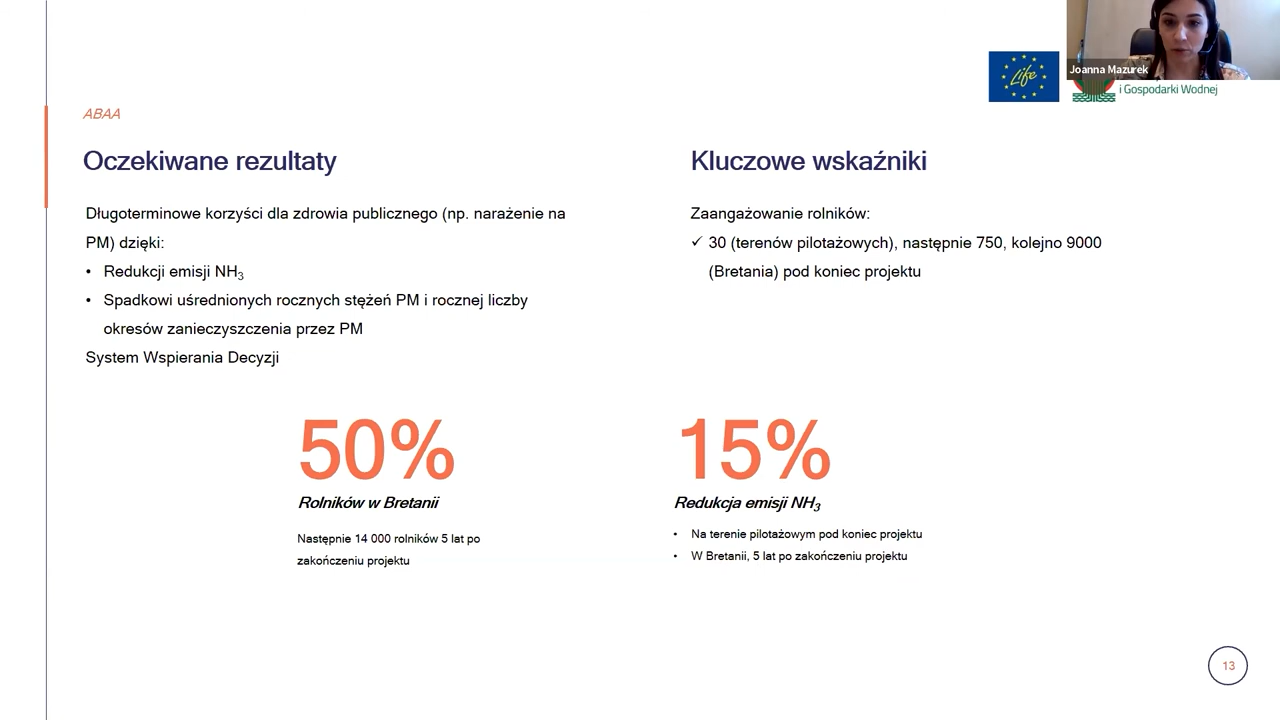 Joanna Mazurek
Life
i Gospodarki Wodnej
ABAA
Oczekiwane rezultaty
Długoterminowe korzyści dla zdrowia publicznego (np. narażenie na
PM) dzięki:
• Redukcji emisji NH₃
• Spadkowi uśrednionych rocznych stężeń PM i rocznej liczby
okresów zanieczyszczenia przez PM
System Wspierania Decyzji
Kluczowe wskaźniki
Zaangażowanie rolników:
✓ 30 (terenów pilotażowych), następnie 750, kolejno 9000
(Bretania) pod koniec projektu
50%
Rolników w Bretanii
Następnie 14 000 rolników 5 lat po
zakończeniu projektu
15%
Redukcja emisji NH₃
• Na terenie pilotażowym pod koniec projektu
• W Bretanii, 5 lat po zakończeniu projektu
13